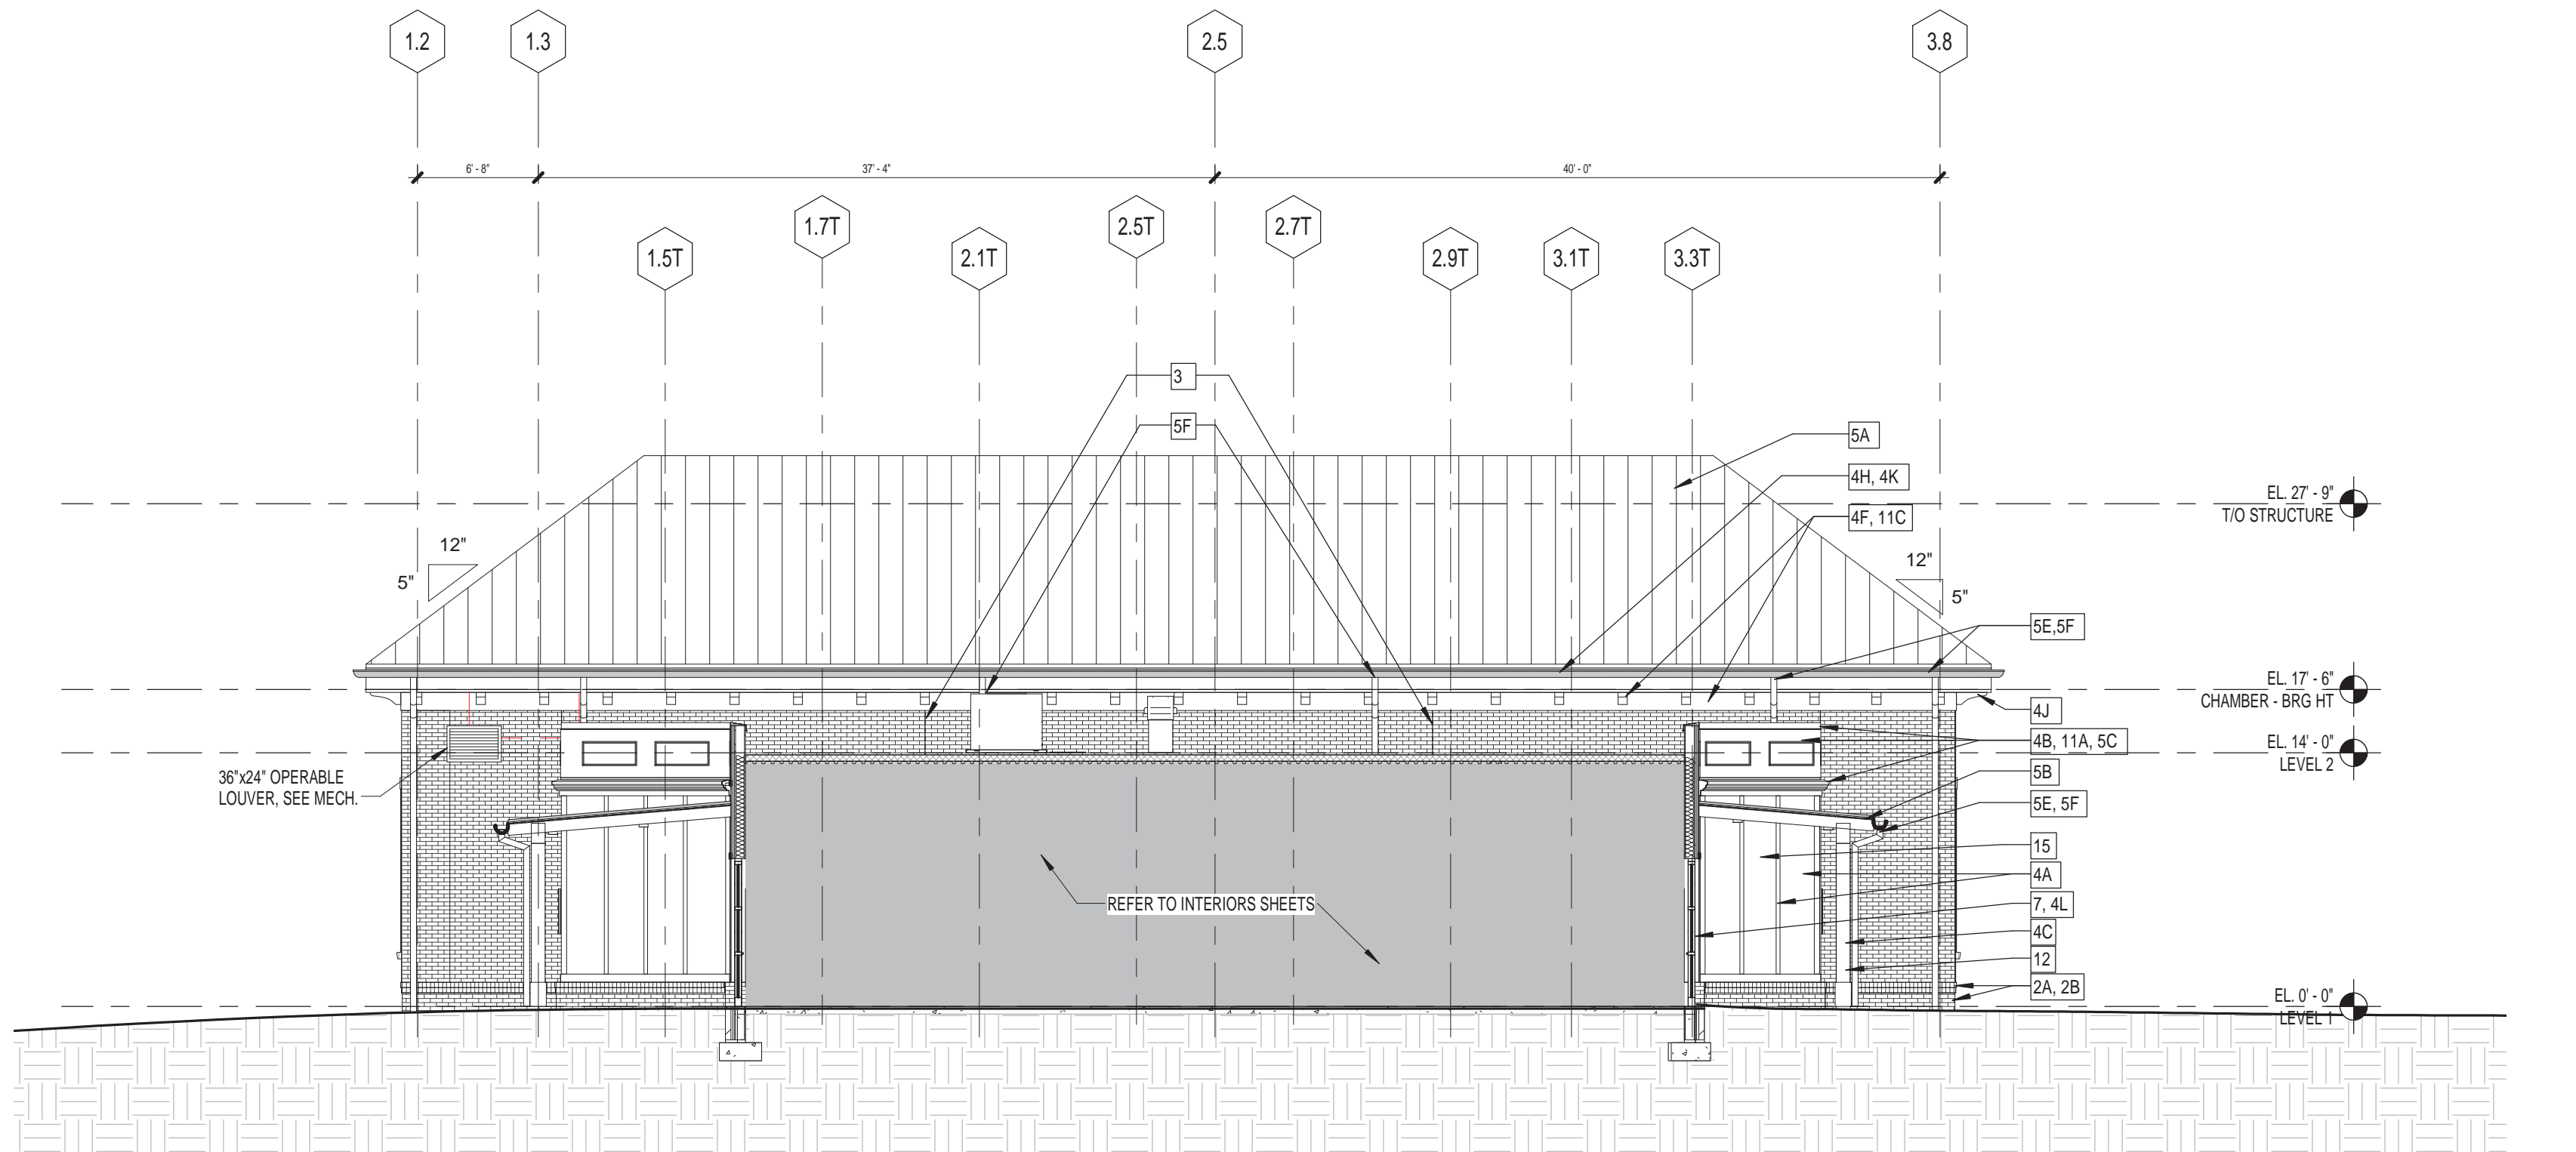 1.2
1.3
2.5
3.8
6' - 8"
37' - 4"
40' - 0"
1.5T
1.7T
2.1T
2.5T
2.7T
2.9T
3.1T
3.3T
3
5F
5A
4H, 4K
4F, 11C
EL. 27' - 9"
T/O STRUCTURE
12"
5"
12"
5"
5E,5F
EL. 17' - 6"
CHAMBER - BRG HT
4J
4B, 11A, 5C
EL. 14' - 0"
LEVEL 2
36"x24" OPERABLE
LOUVER, SEE MECH.
5B
5E, 5F
15
4A
REFER TO INTERIORS SHEETS
7, 4L
4C
12
2A, 2B
EL. 0' - 0"
LEVEL 1